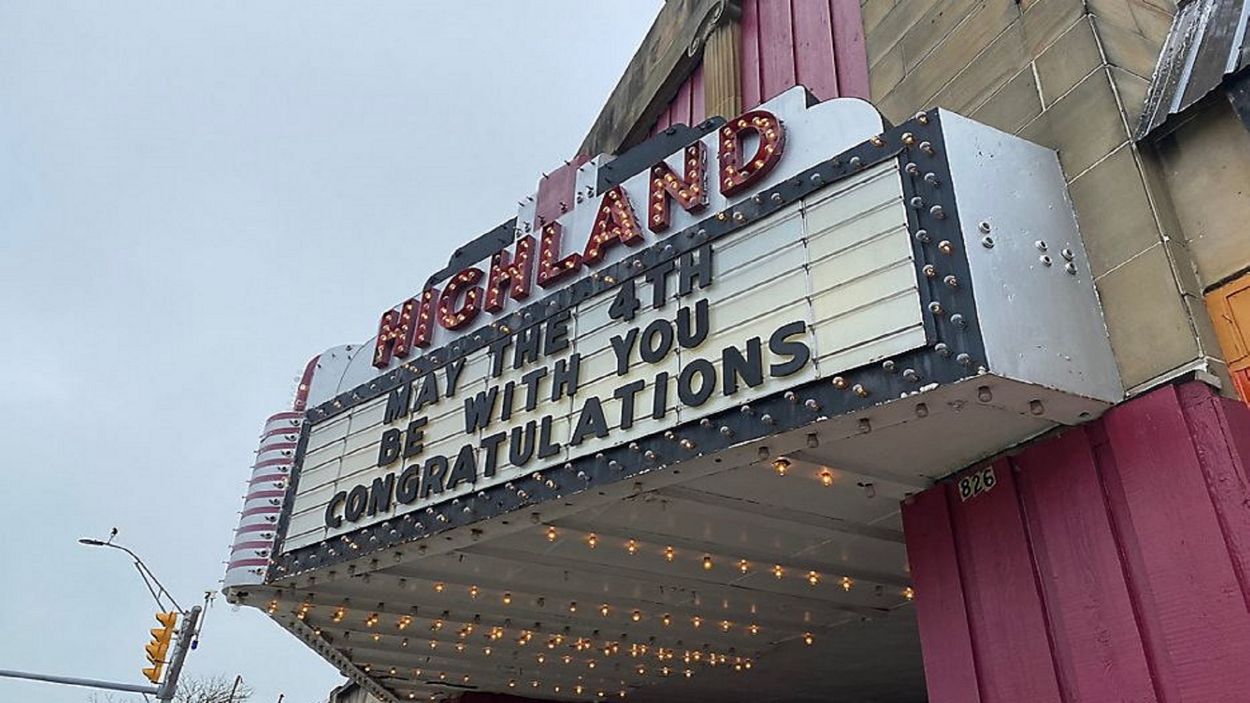 HIGHLAND
MAY THE 4TH
BE WITH YOU
CONGRATULATIONS
826